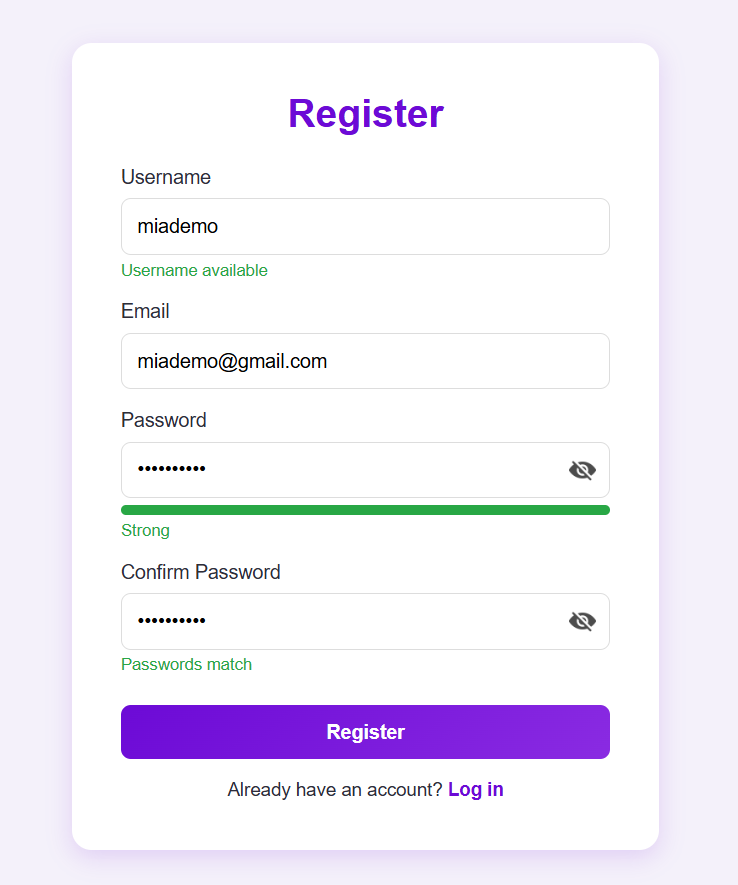 Register
Username
miademo
Username available
Email
miademo@gmail.com
Password
••••••••••
Strong
Confirm Password
••••••••••
Passwords match
Register
Already have an account? Log in